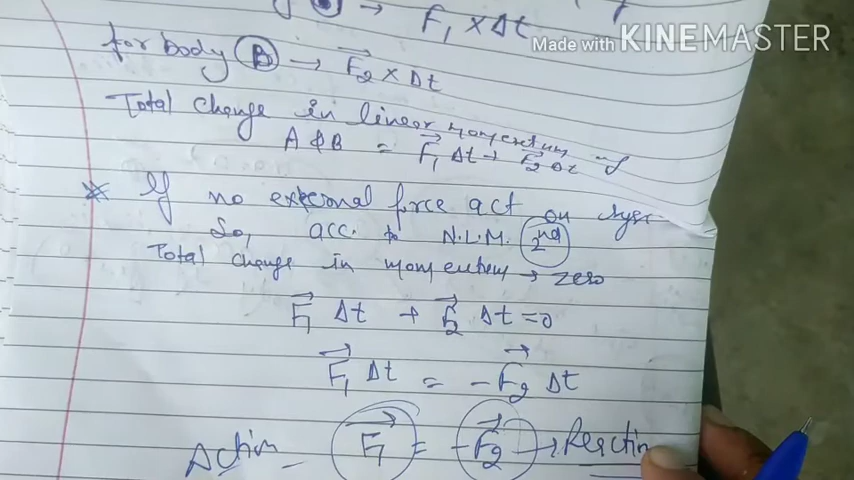 → F₁ × Δt
Made with KINEMASTER
for body B → F₂ × Δt
Total change in linear momentum of
A & B = F₁ Δt + F₂ Δt
* If no external force act on
So, acc. to N.L.M. 2nd
Total change in momentum → zero
F₁ Δt + F₂ Δt = 0
F₁ Δt = -F₂ Δt
Action F₁ = -F₂ → Reaction